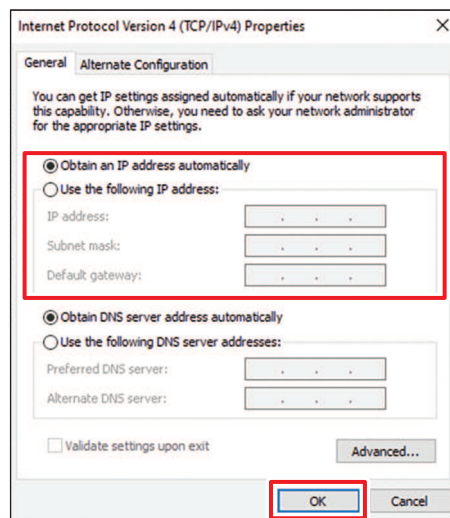 Internet Protocol Version 4 (TCP/IPv4) Properties
General
Alternate Configuration
You can get IP settings assigned automatically if your network supports
this capability. Otherwise, you need to ask your network administrator
for the appropriate IP settings.
Obtain an IP address automatically
Use the following IP address:
IP address:
Subnet mask:
Default gateway:
Obtain DNS server address automatically
Use the following DNS server addresses:
Preferred DNS server:
Alternate DNS server:
Validate settings upon exit
Advanced...
OK
Cancel